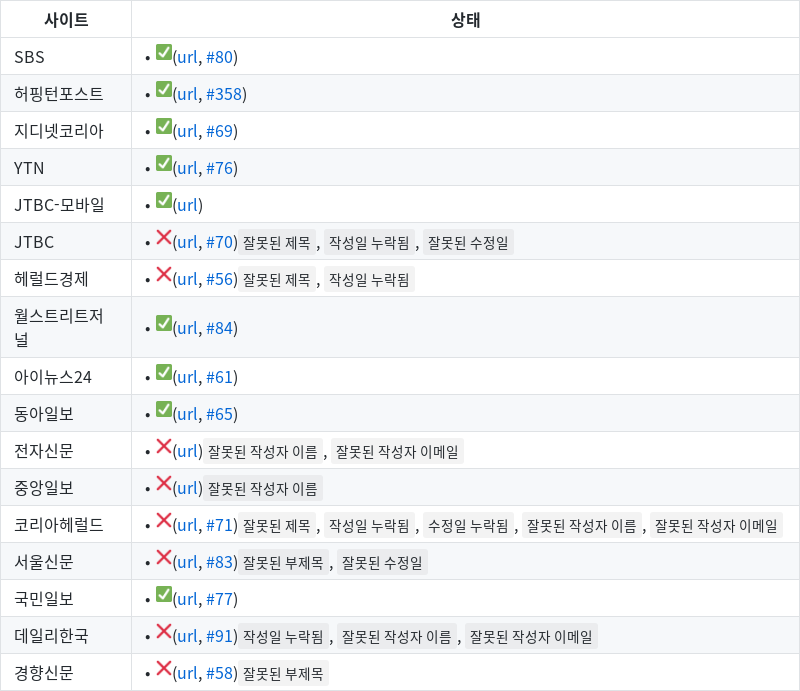 사이트 상태
SBS • ✅(url, #80)
허핑턴포스트 • ✅(url, #358)
지디넷코리아 • ✅(url, #69)
YTN • ✅(url, #76)
JTBC-모바일 • ✅(url)
JTBC • ❌(url, #70) 잘못된 제목 , 작성일 누락됨 , 잘못된 수정일
헤럴드경제 • ❌(url, #56) 잘못된 제목 , 작성일 누락됨
월스트리트저
널 • ✅(url, #84)
아이뉴스24 • ✅(url, #61)
동아일보 • ✅(url, #65)
전자신문 • ❌(url) 잘못된 작성자 이름 , 잘못된 작성자 이메일
중앙일보 • ❌(url) 잘못된 작성자 이름
코리아헤럴드 • ❌(url, #71) 잘못된 제목 , 작성일 누락됨 , 수정일 누락됨 , 잘못된 작성자 이름 , 잘못된 작성자 이메일
서울신문 • ❌(url, #83) 잘못된 부제목 , 잘못된 수정일
국민일보 • ✅(url, #77)
데일리한국 • ❌(url, #91) 작성일 누락됨 , 잘못된 작성자 이름 , 잘못된 작성자 이메일
경향신문 • ❌(url, #58) 잘못된 부제목